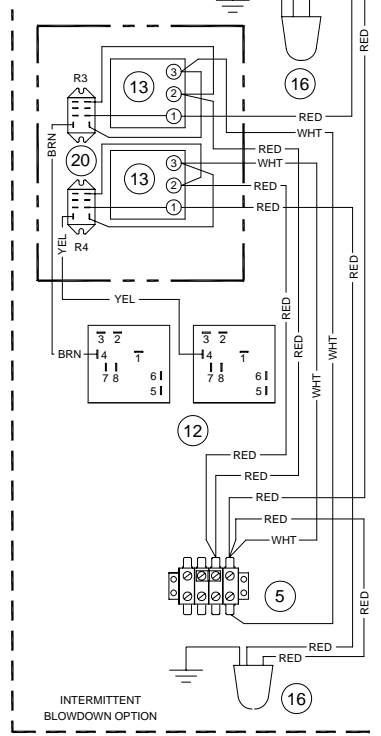 RED
16
R3
13
3
2
1
RED
WHT
BRN
20
RED
3
WHT
13
2
RED
1
RED
YEL
R4
RED
YEL
RED
RED
WHT
WHT
3 2
4
1
7 8
6
5
BRN
3 2
4
1
7 8
6
5
12
RED
RED
RED
RED
WHT
5
RED
RED
RED
16
INTERMITTENT
BLOWDOWN OPTION